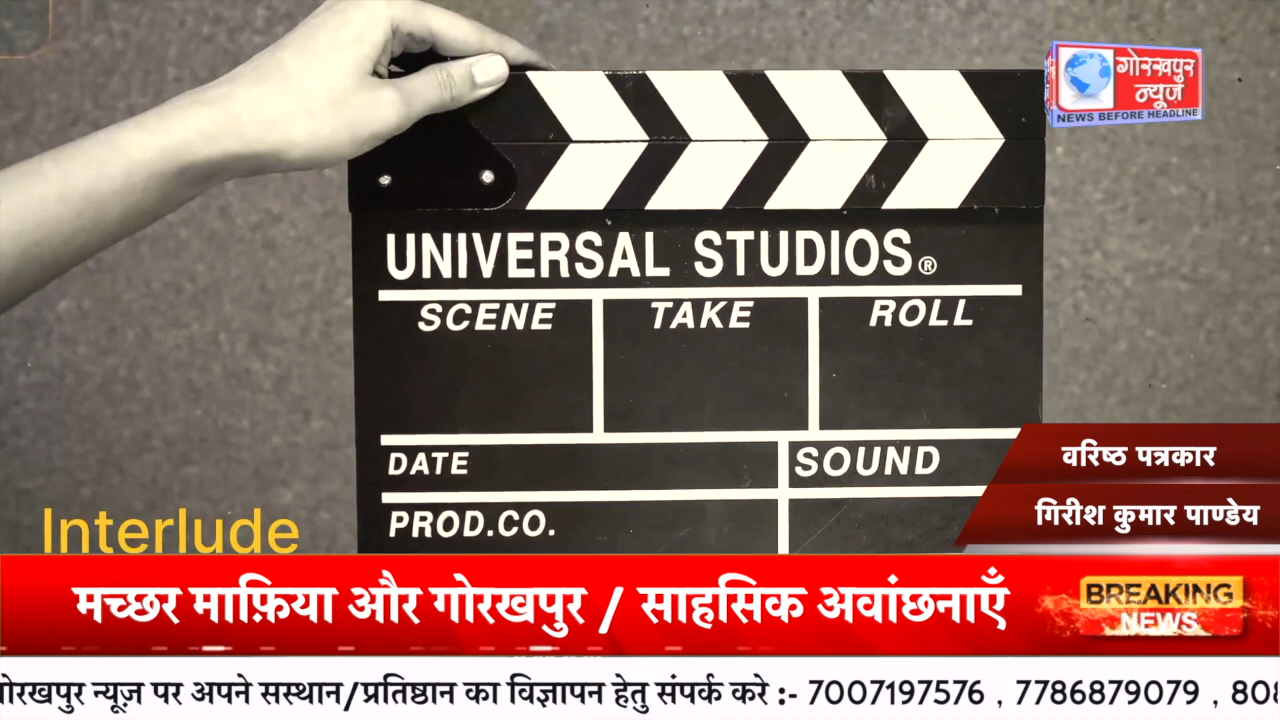 गोरखपुर
न्यूज़
NEWS BEFORE HEADLINE
UNIVERSAL STUDIOS®
SCENE TAKE ROLL
DATE SOUND
PROD.CO.
वरिष्ठ पत्रकार
गिरीश कुमार पाण्डेय
Interlude
मच्छर माफ़िया और गोरखपुर / साहसिक अवांछनाएँ
BREAKING
NEWS
गोरखपुर न्यूज़ पर अपने सस्थान/प्रतिष्ठान का विज्ञापन हेतु संपर्क करे :- 7007197576 , 7786879079 ,